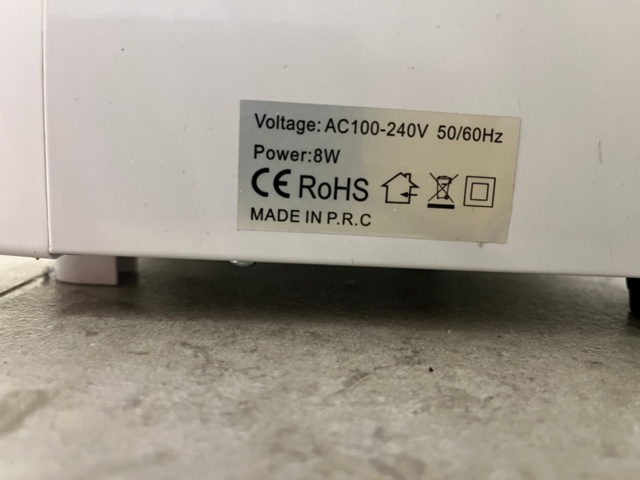 Voltage: AC100-240V 50/60Hz
Power:8W
CE RoHS
MADE IN P.R.C